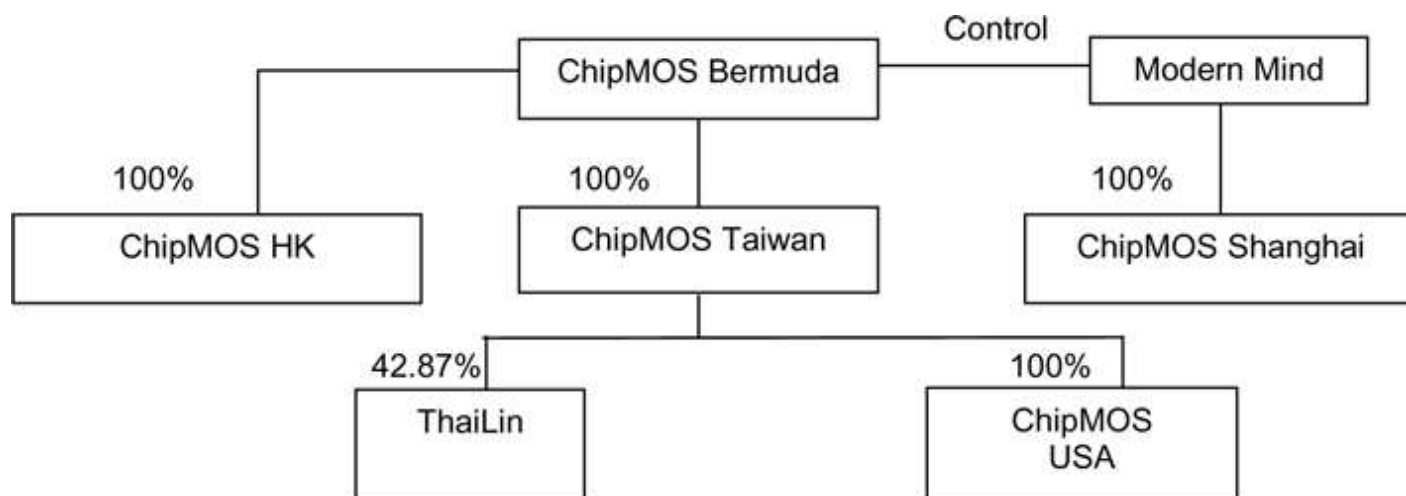 Control
ChipMOS Bermuda
Modern Mind
100%
100%
100%
ChipMOS HK
ChipMOS Taiwan
ChipMOS Shanghai
42.87%
100%
ThaiLin
ChipMOS
USA